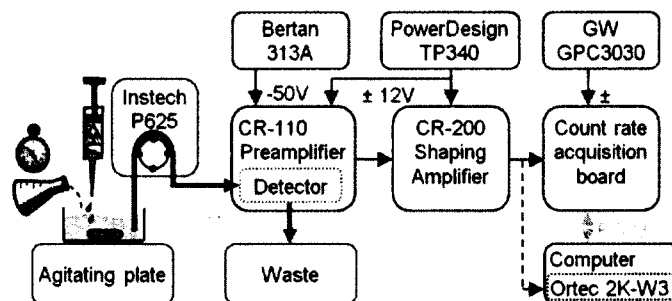 Bertan
313A
PowerDesign
TP340
GW
GPC3030
Instech
P625
-50V
± 12V
±
CR-110
Preamplifier
Detector
CR-200
Shaping
Amplifier
Count rate
acquisition
board
Agitating plate
Waste
Computer
Ortec 2K-W3